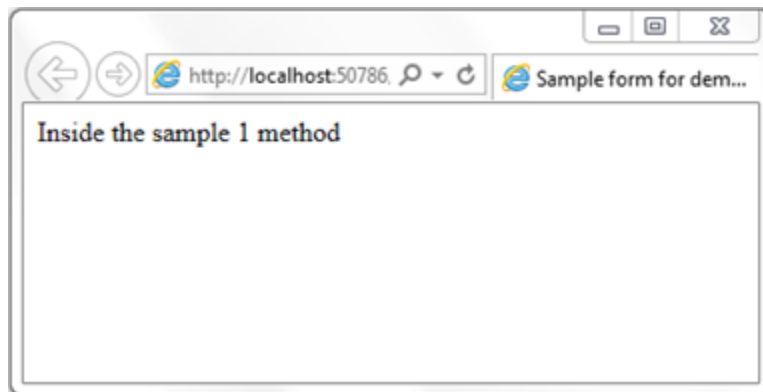 http://localhost:50786,
Sample form for dem...
Inside the sample 1 method